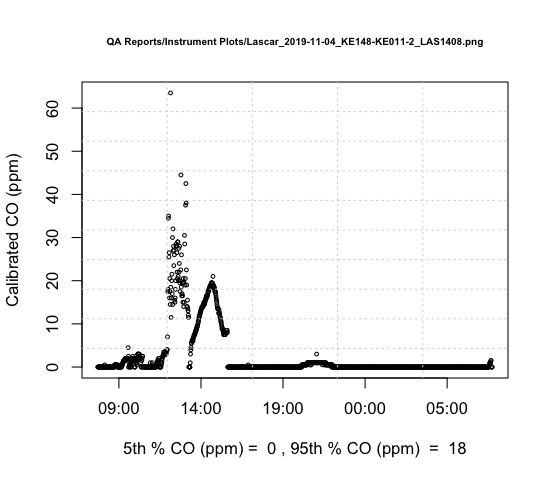 QA Reports/Instrument Plots/Lascar_2019-11-04_KE148-KE011-2_LAS1408.png
60
50
40
30
20
10
0
Calibrated CO (ppm)
09:00 14:00 19:00 00:00 05:00
5th % CO (ppm) = 0 , 95th % CO (ppm) = 18